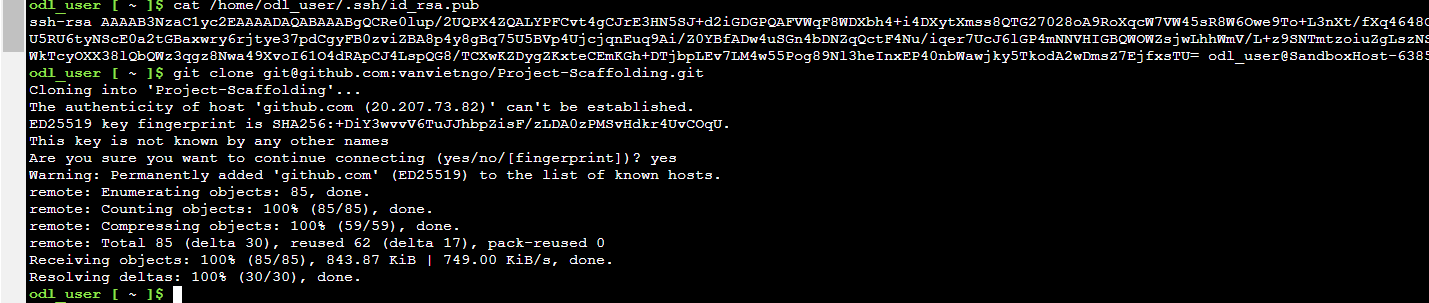 odl_user [ ~ ]$ cat /home/odl_user/.ssh/id_rsa.pub
ssh-rsa AAAAB3NzaC1yc2EAAAADAQABAAABgQCRe0lup/2UQPX4ZQALYPFCvt4gCJrE3HN5SJ+d2iGDGPQAFVWqF8WDXbh4+i4DXytXmss8QTG27028oA9RoXqcW7VW45sR8W6Owe9To+L3nXt/fXq4648
U5RU6tyNScE0a2tGBaxwry6rjtye37pdCgyFB0zviZBA8p4y8gBq75U5BVp4UjcjqnEuq9Ai/Z0YBfADw4uSGn4bDNZqQctF4Nu/iqer7UcJ6lGP4mNNVHIGBQWOWZsjwLhhWmV/L+z9SNTmtzoiuZgLszNS
WkTcyOXX38lQbQWz3qgz8Nwa49XvoI61O4dRApCJ4LspQG8/TCXwKZDygZKxteCEmKGh+DTjbpLEv7LM4w55Pog89Nl3heInxEP40nbWawjky5TkodA2wDmsZ7EjfxsTU= odl_user@SandboxHost-6385
odl_user [ ~ ]$ git clone git@github.com:vanvietngo/Project-Scaffolding.git
Cloning into 'Project-Scaffolding'...
The authenticity of host 'github.com (20.207.73.82)' can't be established.
ED25519 key fingerprint is SHA256:+DiY3wvvV6TuJJhbpZisF/zLDA0zPMSvHdkr4UvCOqU.
This key is not known by any other names
Are you sure you want to continue connecting (yes/no/[fingerprint])? yes
Warning: Permanently added 'github.com' (ED25519) to the list of known hosts.
remote: Enumerating objects: 85, done.
remote: Counting objects: 100% (85/85), done.
remote: Compressing objects: 100% (59/59), done.
remote: Total 85 (delta 30), reused 62 (delta 17), pack-reused 0
Receiving objects: 100% (85/85), 843.87 KiB | 749.00 KiB/s, done.
Resolving deltas: 100% (30/30), done.
odl_user [ ~ ]$